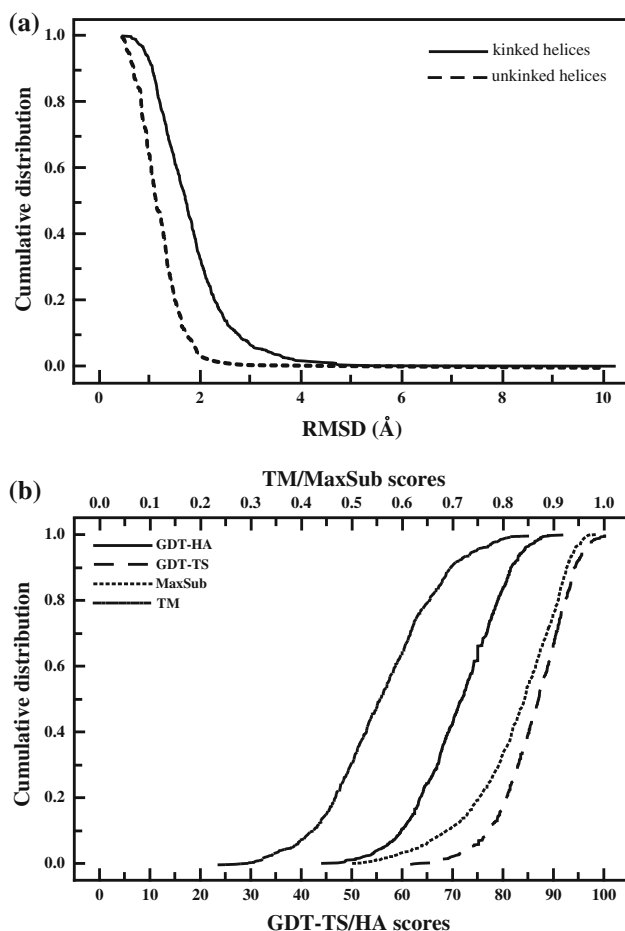 (a)
1.0
0.8
0.6
0.4
0.2
0.0
Cumulative distribution
kinked helices
unkinked helices
0 2 4 6 8 10
RMSD (Å)
(b)
TM/MaxSub scores
0.0 0.1 0.2 0.3 0.4 0.5 0.6 0.7 0.8 0.9 1.0
1.0
0.8
0.6
0.4
0.2
0.0
Cumulative distribution
GDT-HA
GDT-TS
MaxSub
TM
0 10 20 30 40 50 60 70 80 90 100
GDT-TS/HA scores